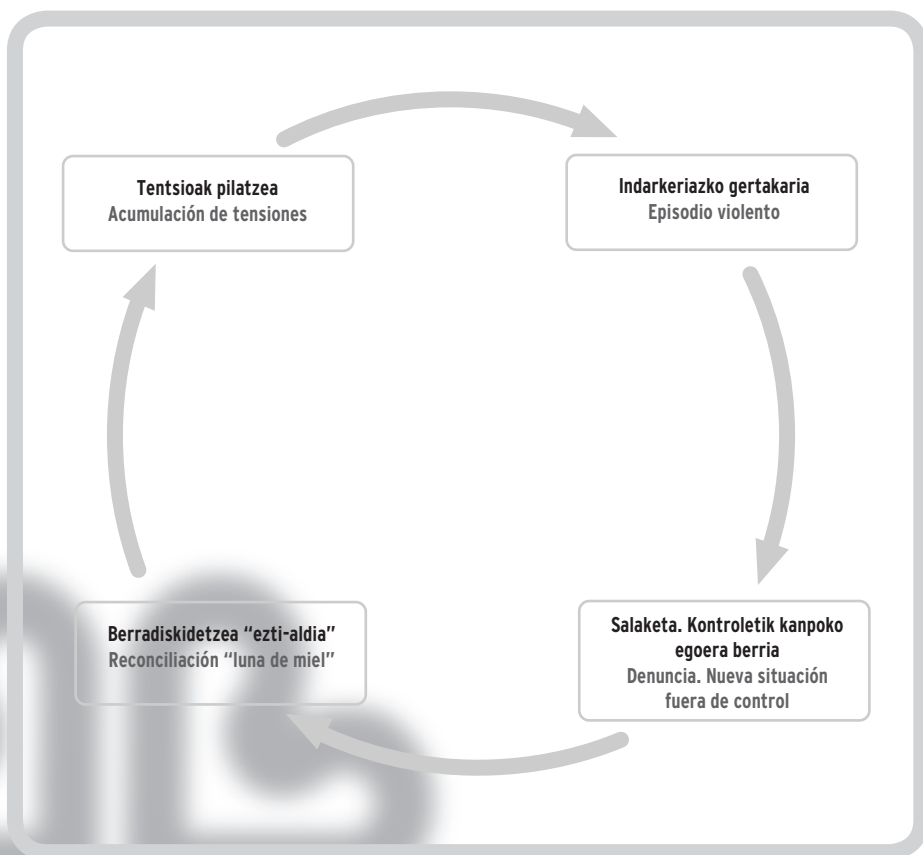 Tentsioak pilatzea
Acumulación de tensiones
Indarkeriazko gertakaria
Episodio violento
Berradiskidetzea “ezti-aldia”
Reconciliación “luna de miel”
Salaketa. Kontroletik kanpoko
egoera berria
Denuncia. Nueva situación
fuera de control